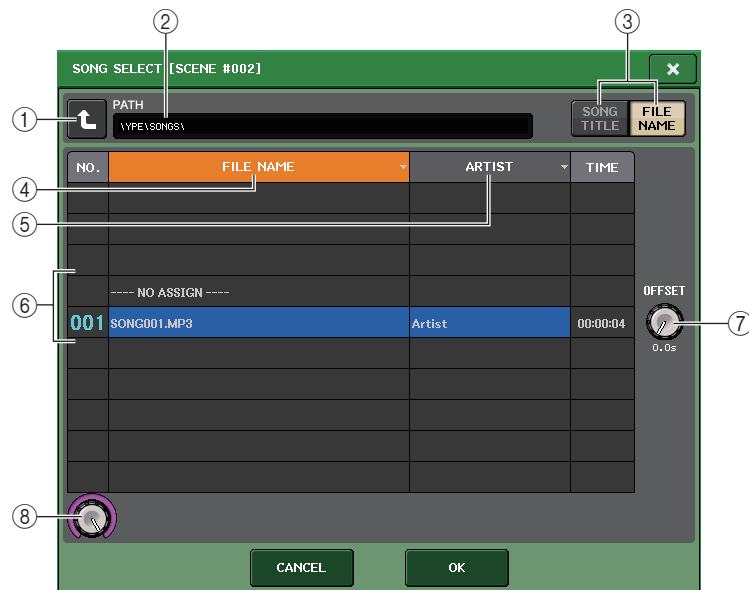 ② ③
SONG SELECT [SCENE #002] ×
①
PATH
\YPE\SONGS\
SONG TITLE
FILE NAME
NO. FILE NAME ARTIST TIME
④
⑤
⑥
---- NO ASSIGN ----
001 SONG001.MP3 Artist 00:00:04
OFFSET
⑦
0.0s
⑧
CANCEL OK